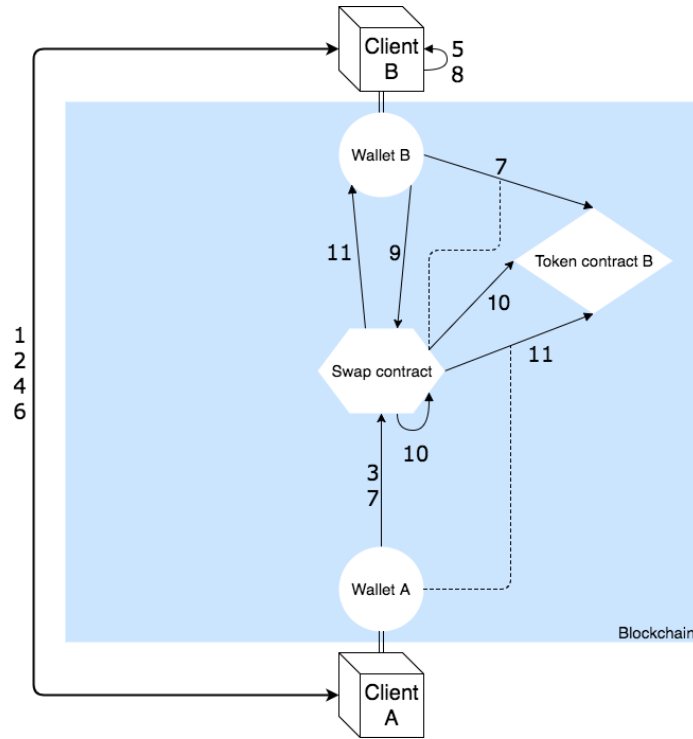 Client
B
5
8
Wallet B
7
11
9
Token contract B
10
1
2
4
6
11
Swap contract
10
3
7
Wallet A
Blockchain
Client
A